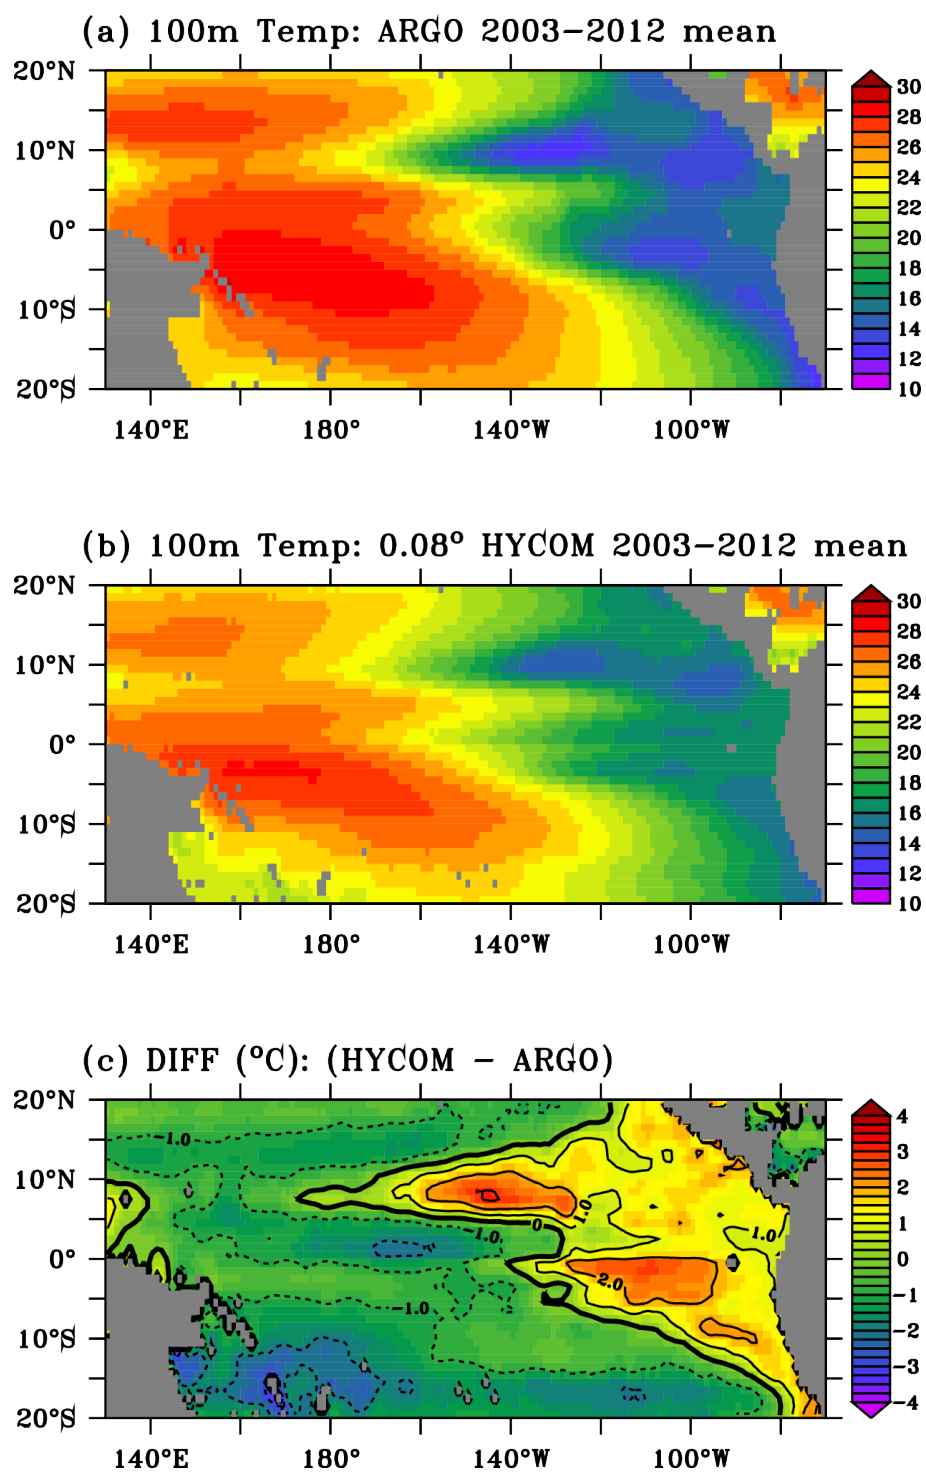 (a) 100m Temp: ARGO 2003−2012 mean
20°N
10°N
0°
10°S
20°S
140°E 180° 140°W 100°W
30
28
26
24
22
20
18
16
14
12
10
(b) 100m Temp: 0.08° HYCOM 2003−2012 mean
20°N
10°N
0°
10°S
20°S
140°E 180° 140°W 100°W
30
28
26
24
22
20
18
16
14
12
10
(c) DIFF (°C): (HYCOM − ARGO)
20°N
10°N
0°
10°S
20°S
−1.0
1.0
0
−1.0
1.0
2.0
−1.0
140°E 180° 140°W 100°W
4
3
2
1
0
−1
−2
−3
−4